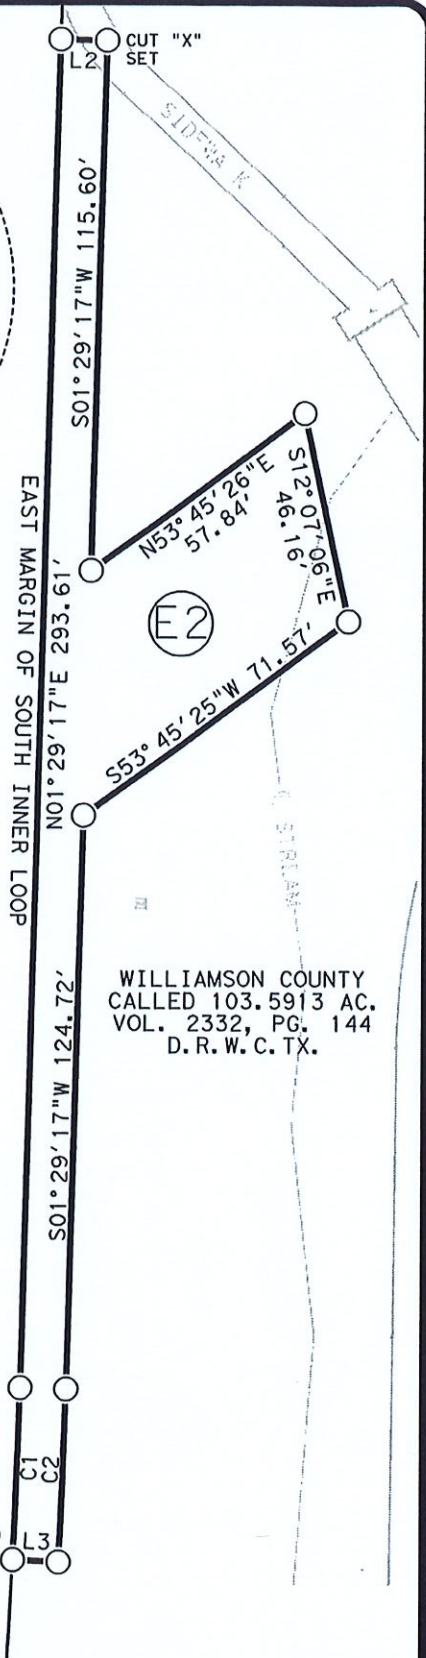 CUT "X"
SET
L2
S01°29'17"W 115.60'
N53°45'26"E
57.84'
S12°07'06"E
46.16'
E2
S53°45'25"W 71.57'
N01°29'17"E 293.61'
EAST MARGIN OF SOUTH INNER LOOP
WILLIAMSON COUNTY
CALLED 103.5913 AC.
VOL. 2332, PG. 144
D.R.W.C.TX.
S01°29'17"W 124.72'
C1
C2
L3